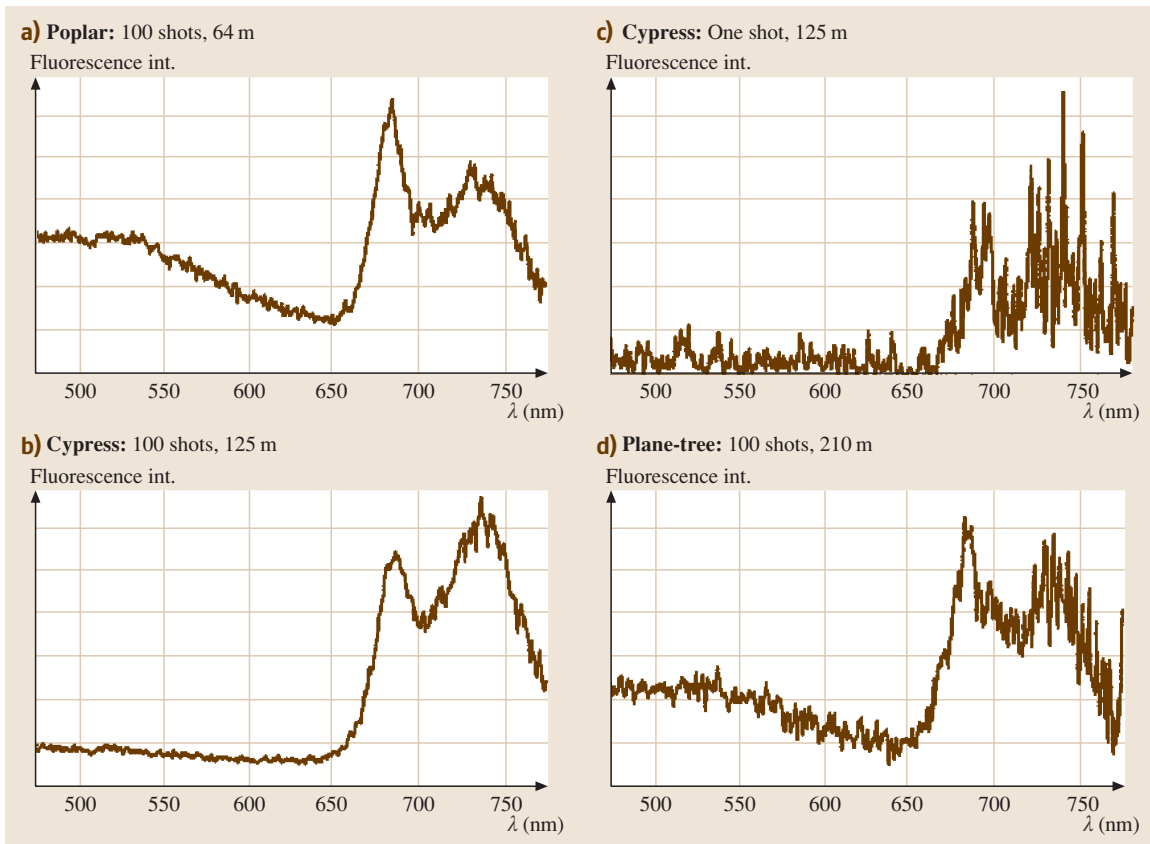 a) Poplar: 100 shots, 64 m
Fluorescence int.
500 550 600 650 700 750
λ (nm)
b) Cypress: 100 shots, 125 m
Fluorescence int.
500 550 600 650 700 750
λ (nm)
c) Cypress: One shot, 125 m
Fluorescence int.
500 550 600 650 700 750
λ (nm)
d) Plane-tree: 100 shots, 210 m
Fluorescence int.
500 550 600 650 700 750
λ (nm)